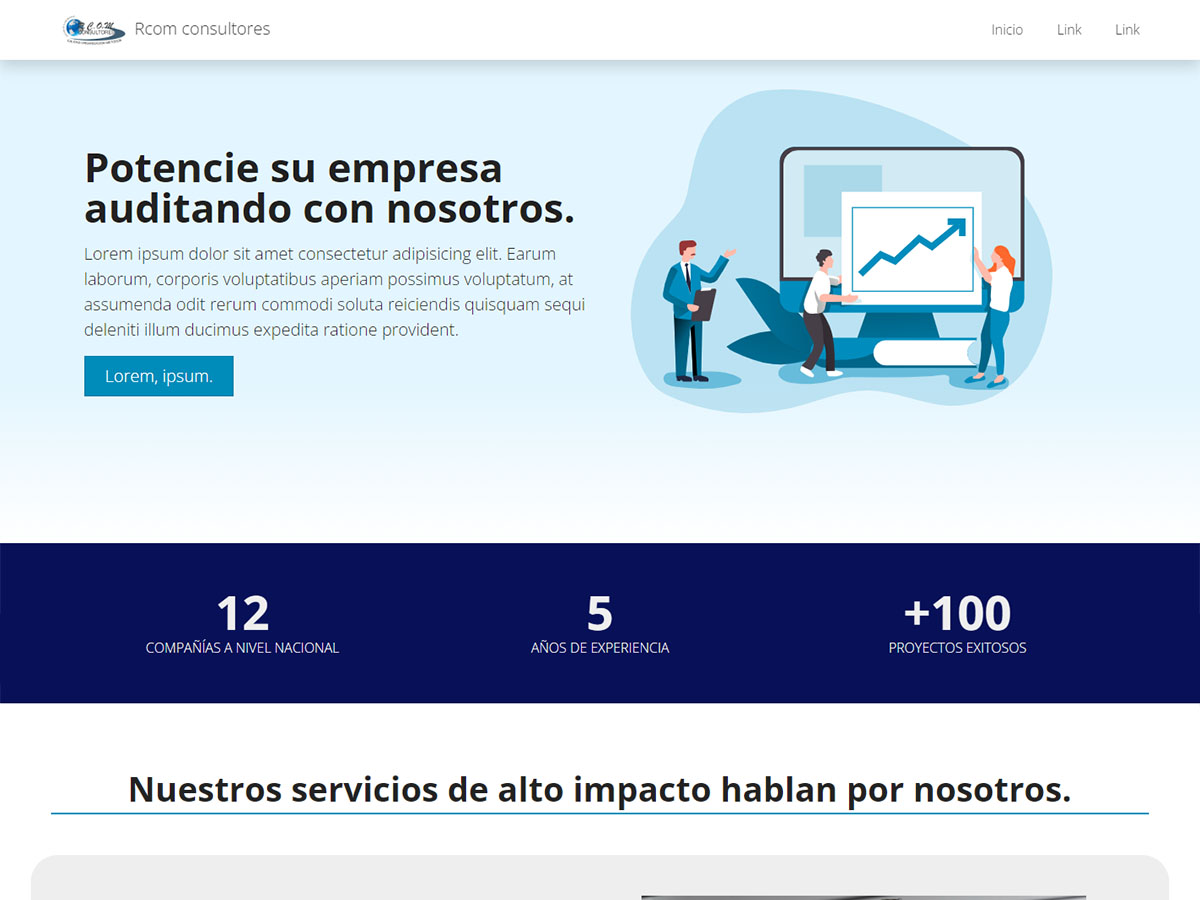 R.C.O.M
CONSULTORES
Rcom consultores
Inicio
Link
Link
Potencie su empresa
auditando con nosotros.
Lorem ipsum dolor sit amet consectetur adipisicing elit. Earum
laborum, corporis voluptatibus aperiam possimus voluptatum, at
assumenda odit rerum commodi soluta reiciendis quisquam sequi
deleniti illum ducimus expedita ratione provident.
Lorem, ipsum.
12
COMPAÑÍAS A NIVEL NACIONAL
5
AÑOS DE EXPERIENCIA
+100
PROYECTOS EXITOSOS
Nuestros servicios de alto impacto hablan por nosotros.